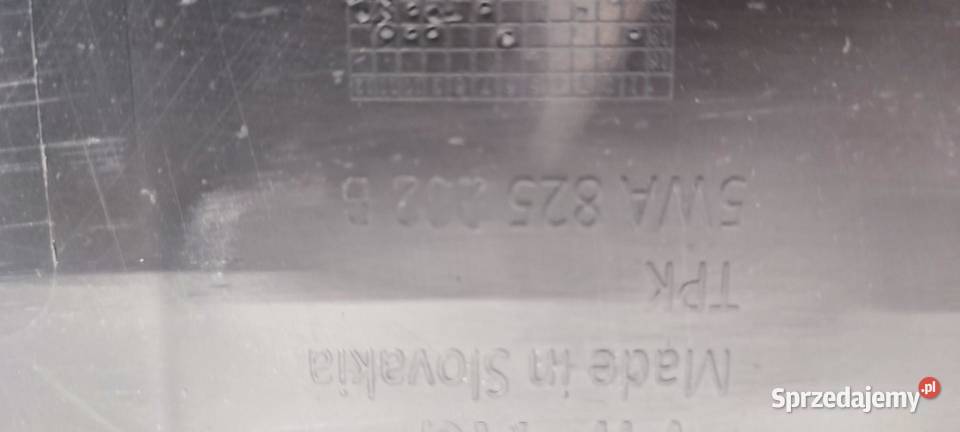 Made in Slovakia
TPK
5WA 825 202 B
Sprzedajemy.pl